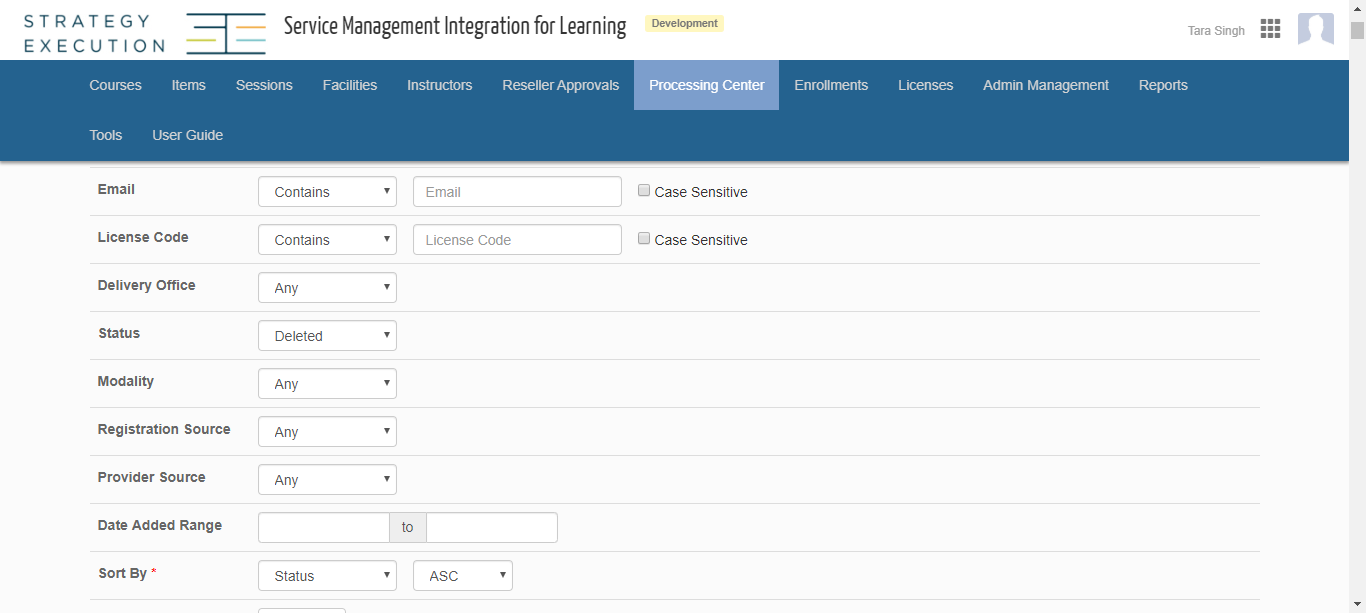 STRATEGY
EXECUTION
Service Management Integration for Learning
Development
Tara Singh
Courses Items Sessions Facilities Instructors Reseller Approvals Processing Center Enrollments Licenses Admin Management Reports
Tools User Guide
Email Contains Email Case Sensitive
License Code Contains License Code Case Sensitive
Delivery Office Any
Status Deleted
Modality Any
Registration Source Any
Provider Source Any
Date Added Range to
Sort By * Status ASC